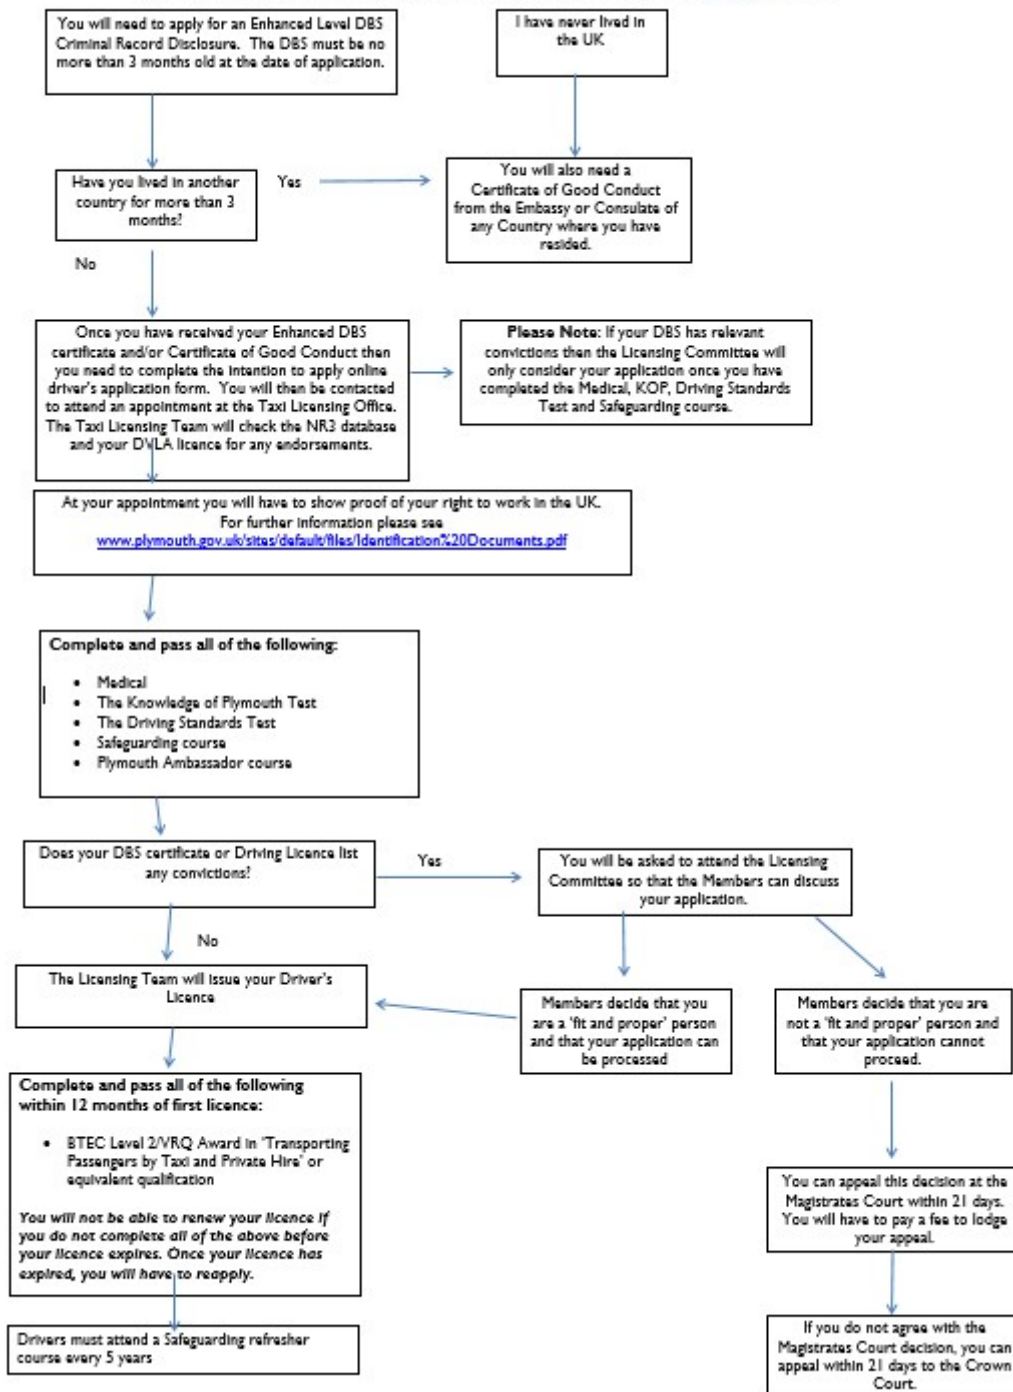 You will need to apply for an Enhanced Level DBS
Criminal Record Disclosure. The DBS must be no
more than 3 months old at the date of application.
I have never lived in
the UK
Have you lived in another
country for more than 3
months?
Yes
You will also need a
Certificate of Good Conduct
from the Embassy or Consulate of
any Country where you have
resided.
No
Once you have received your Enhanced DBS
certificate and/or Certificate of Good Conduct then
you need to complete the intention to apply online
driver's application form. You will then be contacted
to attend an appointment at the Taxi Licensing Office.
The Taxi Licensing Team will check the NR3 database
and your DVLA licence for any endorsements.
Please Note: If your DBS has relevant
convictions then the Licensing Committee will
only consider your application once you have
completed the Medical, KOP, Driving Standards
Test and Safeguarding course.
At your appointment you will have to show proof of your right to work in the UK.
For further information please see
www.plymouth.gov.uk/sites/default/files/Identification%20Documents.pdf
Complete and pass all of the following:
• Medical
• The Knowledge of Plymouth Test
• The Driving Standards Test
• Safeguarding course
• Plymouth Ambassador course
Does your DBS certificate or Driving Licence list
any convictions?
Yes
You will be asked to attend the Licensing
Committee so that the Members can discuss
your application.
No
The Licensing Team will issue your Driver's
Licence
Members decide that you
are a 'fit and proper' person
and that your application can
be processed
Members decide that you are
not a 'fit and proper' person and
that your application cannot
proceed.
Complete and pass all of the following
within 12 months of first licence:
• BTEC Level 2/VRQ Award in 'Transporting
Passengers by Taxi and Private Hire' or
equivalent qualification
You will not be able to renew your licence if
you do not complete all of the above before
your licence expires. Once your licence has
expired, you will have to reapply.
You can appeal this decision at the
Magistrates Court within 21 days.
You will have to pay a fee to lodge
your appeal.
Drivers must attend a Safeguarding refresher
course every 5 years
If you do not agree with the
Magistrates Court decision, you can
appeal within 21 days to the Crown
Court.